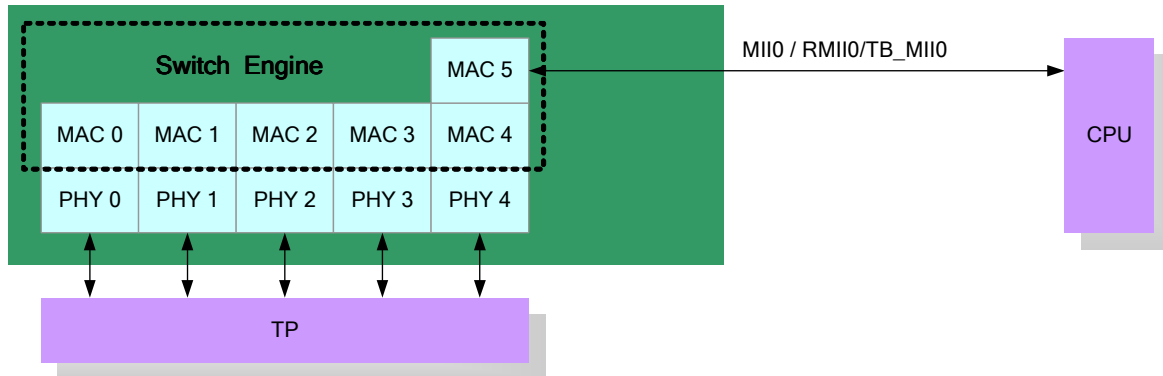 MII0 / RMII0/TB_MII0
Switch Engine
MAC 5
MAC 0 MAC 1 MAC 2 MAC 3 MAC 4
CPU
PHY 0 PHY 1 PHY 2 PHY 3 PHY 4
TP